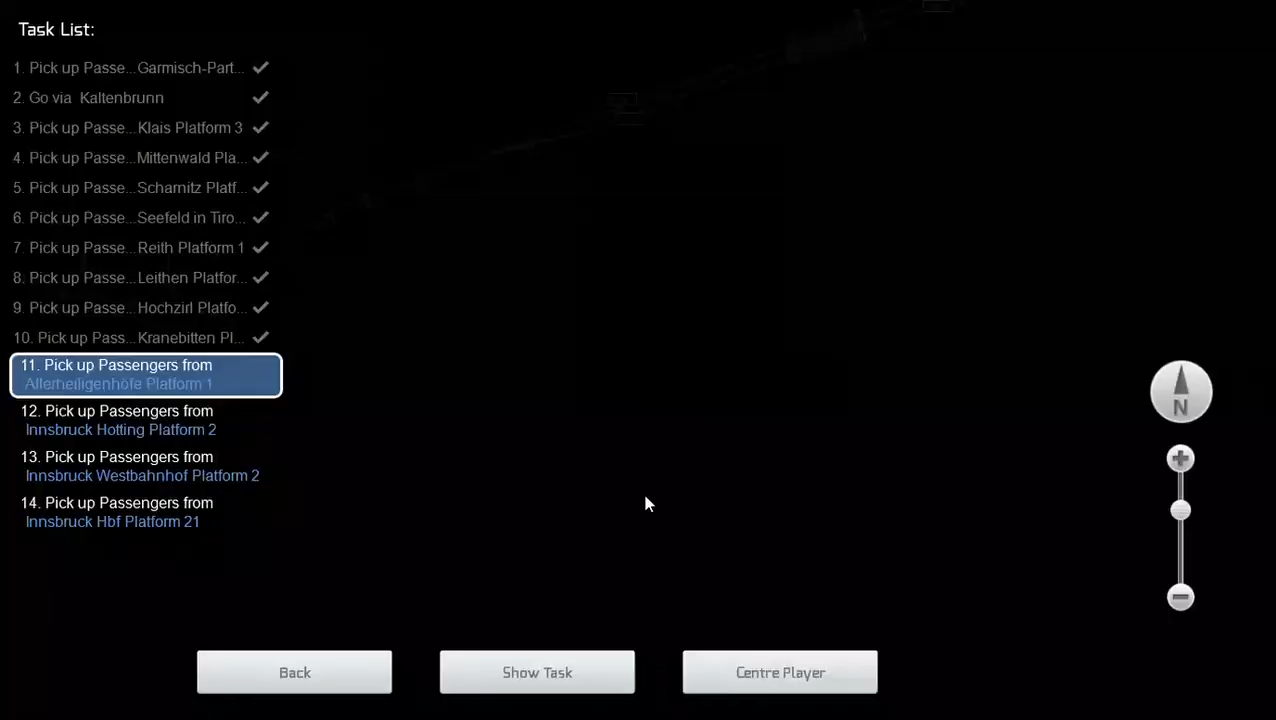 Task List:
1. Pick up Passe...Garmisch-Part...
2. Go via Kaltenbrunn
3. Pick up Passe...Klais Platform 3
4. Pick up Passe...Mittenwald Pla...
5. Pick up Passe...Scharnitz Platf...
6. Pick up Passe...Seefeld in Tiro...
7. Pick up Passe...Reith Platform 1
8. Pick up Passe...Leithen Platfor...
9. Pick up Passe...Hochzirl Platfo...
10. Pick up Pass...Kranebitten Pl...
11. Pick up Passengers from
Allerheiligenhöfe Platform 1
12. Pick up Passengers from
Innsbruck Hotting Platform 2
13. Pick up Passengers from
Innsbruck Westbahnhof Platform 2
14. Pick up Passengers from
Innsbruck Hbf Platform 21
N
Back
Show Task
Centre Player